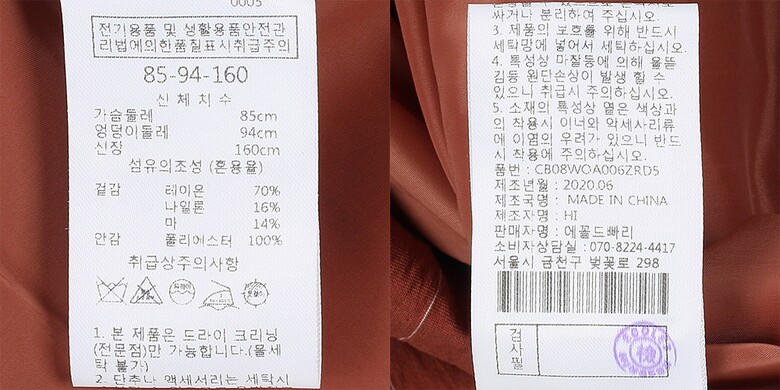 0005
전기용품 및 생활용품안전관
리법에의한품질표시취급주의
85-94-160
신체치수
가슴둘레 85cm
엉덩이둘레 94cm
신장 160cm
섬유의조성 (혼용율)
겉감 레이온 70%
나일론 16%
마 14%
안감 폴리에스터 100%
취급상주의사항
1. 본 제품은 드라이 크리닝
(전문점)만 가능합니다.(물세
탁 불가)
2. 단추나 액세서리는 세탁시
싸거나 분리하여 주십시오.
3. 제품의 보호를 위해 반드시
세탁망에 넣어서 세탁하십시오.
4. 특성상 마찰등에 의해 올뜯
김등 원단손상이 발생 할 수
있으니 취급시 주의하십시오.
5. 소재의 특성상 옅은 색상과
의 착용시 이너와 악세사리류
에 이염의 우려가 있으니 반드
시 착용에 주의하십시오.
품번 : CB08WOA006ZRD5
제조년월 : 2020.06
제조국명 : MADE IN CHINA
제조자명 : HI
판매자명 : 에꼴드빠리
소비자상담실 : 070-8224-4417
서울시 금천구 벚꽃로 298
검사필
檢